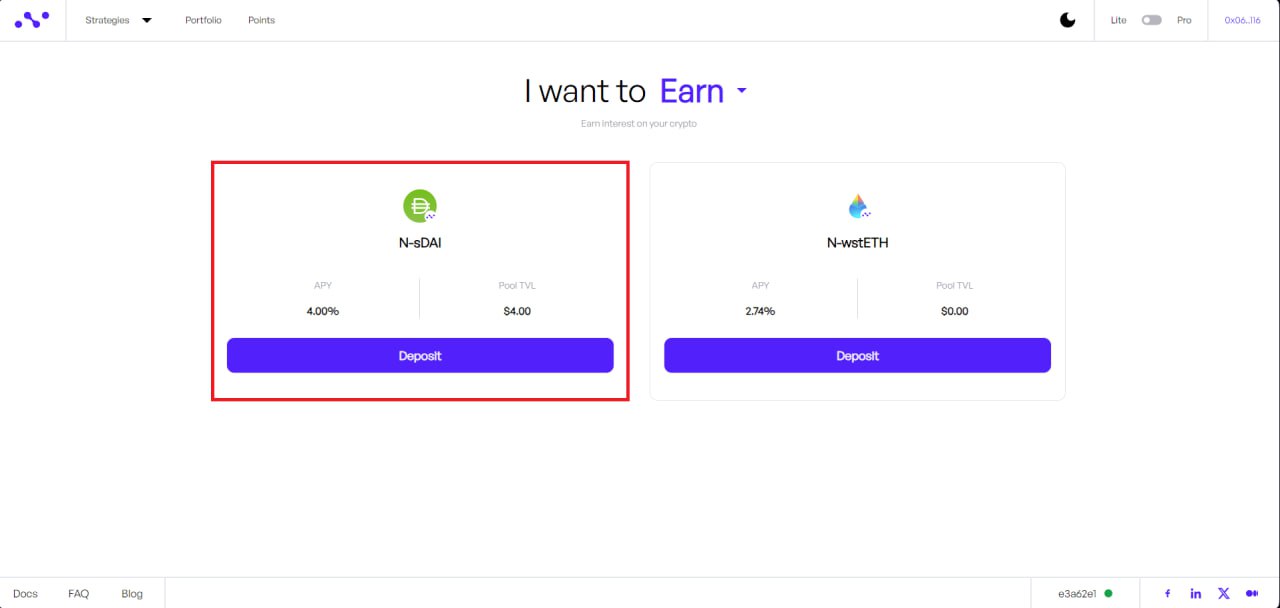 Strategies Portfolio Points Lite Pro 0x06..116
I want to Earn
Earn interest on your crypto
N-sDAI
APY Pool TVL
4.00% $4.00
Deposit
N-wstETH
APY Pool TVL
2.74% $0.00
Deposit
Docs FAQ Blog e3a62e1